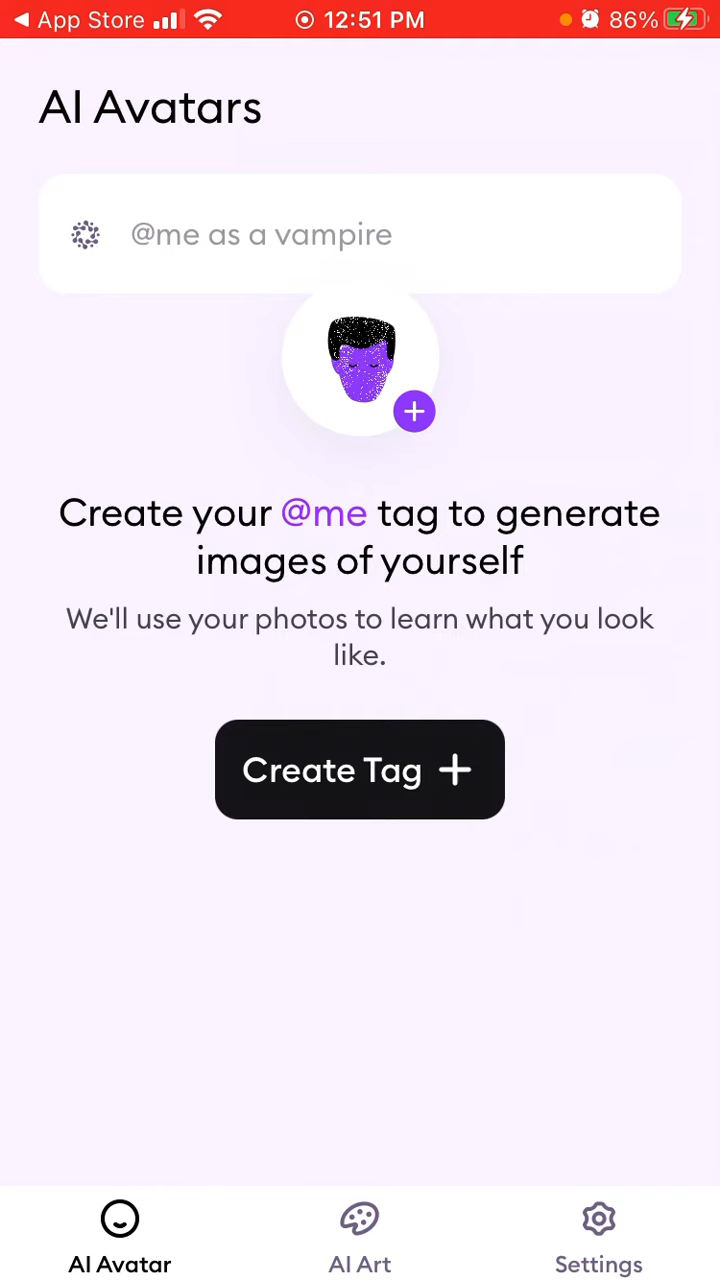 App Store 12:51 PM 86%
AI Avatars
@me as a vampire
Create your @me tag to generate
images of yourself
We'll use your photos to learn what you look
like.
Create Tag +
AI Avatar AI Art Settings